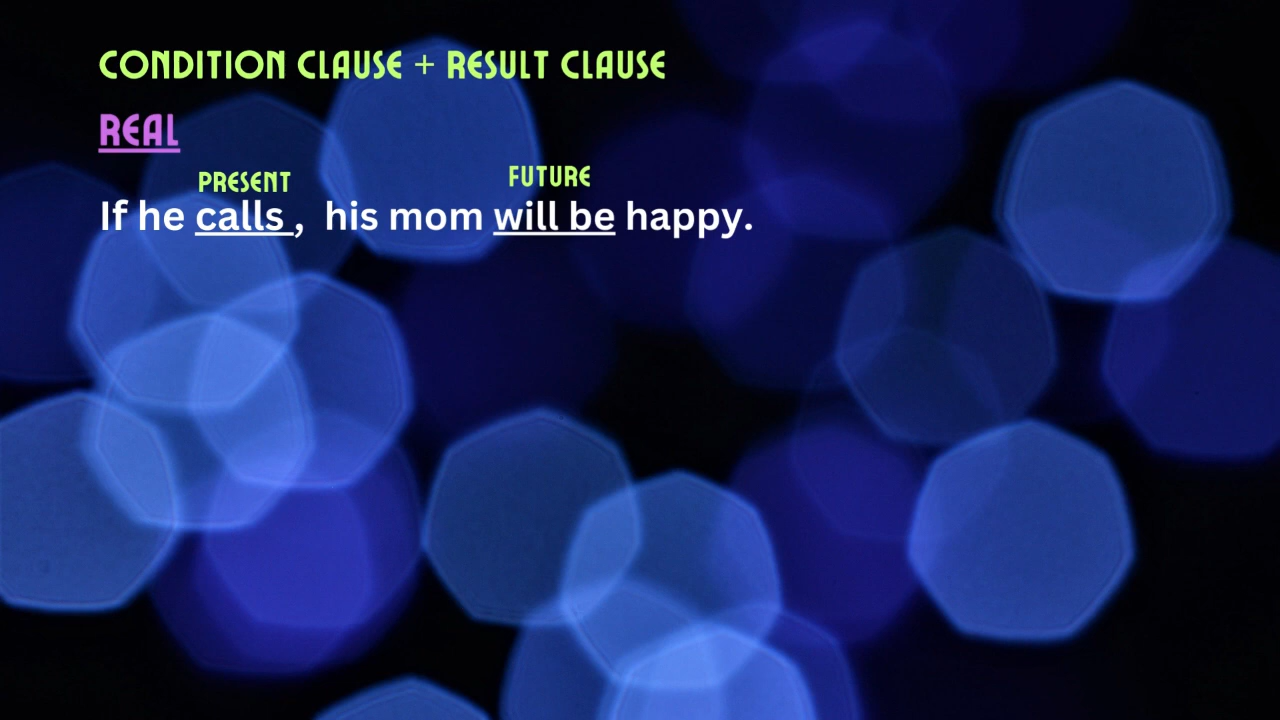 CONDITION CLAUSE + RESULT CLAUSE
REAL
PRESENT FUTURE
If he calls , his mom will be happy.